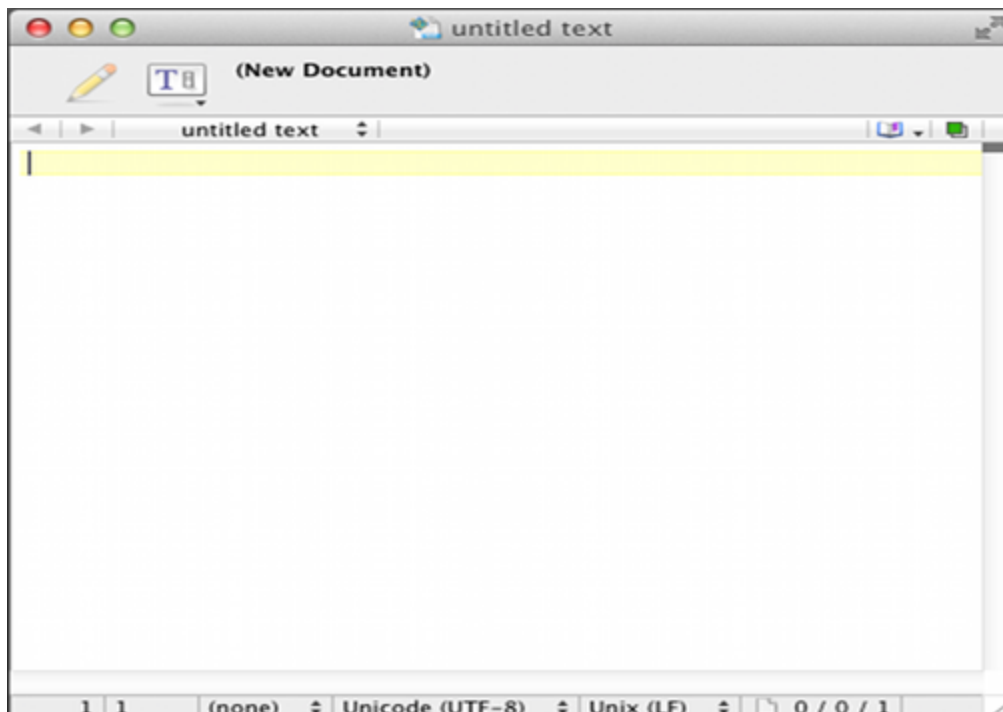 untitled text
T
(New Document)
untitled text
1 1 (none) Unicode (UTF-8) Unix (LF) 0 / 0 / 1